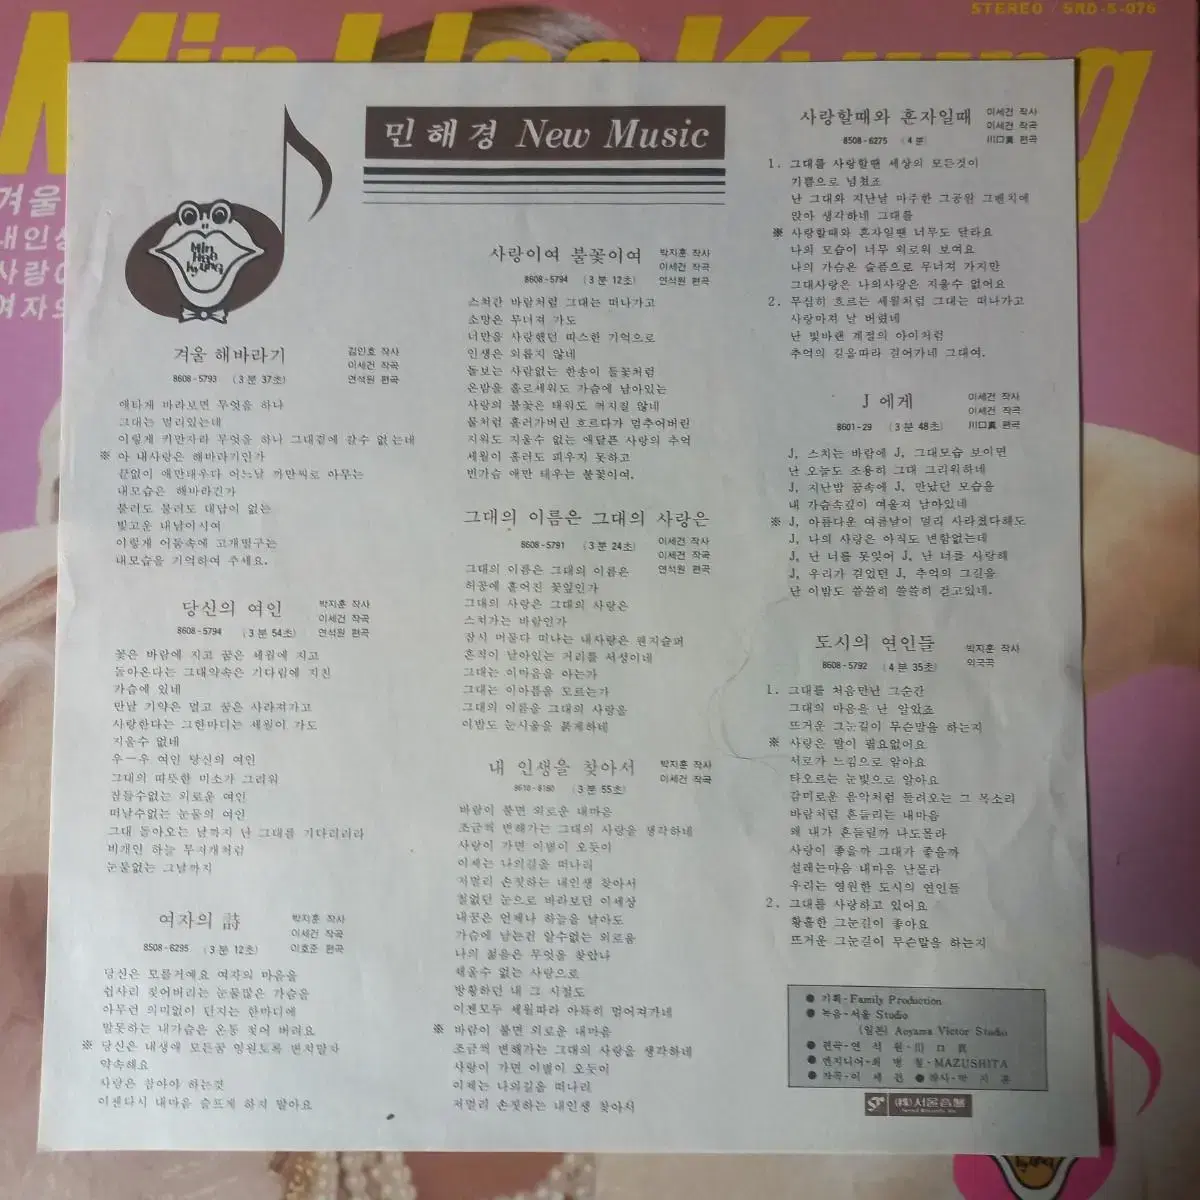 STEREO / SRD-S-076
Min Hae Kyung
겨울
내인생
사랑이
여자의
민해경 New Music
Min
Hae
Kyung
겨울 해바라기
김인호 작사
이세건 작곡
연석원 편곡
8608-5793 (3분 37초)
애타게 바라보면 무엇을 하나
그대는 멀리있는데
이렇게 키만자라 무엇을 하나 그대곁에 갈수 없는데
※ 아 내사랑은 해바라기인가
끝없이 애만태우다 어느날 까만씨로 아무는
내모습은 해바라긴가
불러도 불러도 대답이 없는
빛고운 내님이시여
이렇게 어둠속에 고개떨구는
내모습을 기억하여 주세요.
당신의 여인
박지훈 작사
이세건 작곡
연석원 편곡
8608-5794 (3분 54초)
꽃은 바람에 지고 꿈은 세월에 지고
돌아온다는 그대약속은 기다림에 지친
가슴에 있네
만날 기약은 멀고 꿈은 사라져가고
사랑한다는 그한마디는 세월이 가도
지울수 없네
우-우 여인 당신의 여인
그대의 따뜻한 미소가 그리워
잠들수없는 외로운 여인
떠날수없는 눈물의 여인
그대 돌아오는 날까지 난 그대를 기다리리라
비개인 하늘 무지개처럼
눈물없는 그날까지
여자의 詩
박지훈 작사
이세건 작곡
이호준 편곡
8508-6295 (3분 12초)
당신은 모를거예요 여자의 마음을
쉽사리 젖어버리는 눈물많은 가슴을
아무런 의미없이 던지는 한마디에
말못하는 내가슴은 온통 젖어 버려요
※ 당신은 내생에 모든꿈 영원토록 변치말자
약속해요
사랑은 참아야 하는것
이젠다시 내마음 슬프게 하지 말아요
사랑이여 불꽃이여
박지훈 작사
이세건 작곡
연석원 편곡
8608-5794 (3분 12초)
스쳐간 바람처럼 그대는 떠나가고
소망은 무너져 가도
너만을 사랑했던 따스한 기억으로
인생은 외롭지 않네
돌보는 사람없는 한송이 들꽃처럼
온밤을 홀로세워도 가슴에 남아있는
사랑의 불꽃은 태워도 꺼지질 않네
물처럼 흘러가버린 흐르다가 멈추어버린
지워도 지울수 없는 애달픈 사랑의 추억
세월이 흘러도 피우지 못하고
빈가슴 애만 태우는 불꽃이여.
그대의 이름은 그대의 사랑은
8608-5791 (3분 24초)
이세건 작사
이세건 작곡
연석원 편곡
그대의 이름은 그대의 이름은
허공에 흩어진 꽃잎인가
그대의 사랑은 그대의 사랑은
스쳐가는 바람인가
잠시 머물다 떠나는 내사랑은 웬지슬퍼
흔적이 남아있는 거리를 서성이네
그대는 이마음을 아는가
그대는 이아픔을 모르는가
그대의 이름을 그대의 사랑을
이밤도 눈시울을 붉게하네
내 인생을 찾아서
박지훈 작사
이세건 작곡
8610-8160 (3분 55초)
바람이 불면 외로운 내마음
조금씩 변해가는 그대의 사랑을 생각하네
사랑이 가면 이별이 오듯이
이제는 나의길을 떠나리
저멀리 손짓하는 내인생 찾아서
철없던 눈으로 바라보던 이세상
내꿈은 언제나 하늘을 날아도
가슴에 남는건 알수없는 외로움
나의 젊음은 무엇을 찾았나
채울수 없는 사랑으로
방황하던 내 그 시절도
이젠모두 세월따라 아득히 멀어져가네
※ 바람이 불면 외로운 내마음
조금씩 변해가는 그대의 사랑을 생각하네
사랑이 가면 이별이 오듯이
이제는 나의길을 떠나리
저멀리 손짓하는 내인생 찾아서
사랑할때와 혼자일때
이세건 작사
이세건 작곡
川口眞 편곡
8508-6275 (4분)
1. 그대를 사랑할땐 세상의 모든것이
기쁨으로 넘쳤죠
난 그대와 지난날 마주한 그공원 그벤치에
앉아 생각하네 그대를
※ 사랑할때와 혼자일땐 너무도 달라요
나의 모습이 너무 외로워 보여요
나의 가슴은 슬픔으로 무너져 가지만
그대사랑은 나의사랑은 지울수 없어요
2. 무심히 흐르는 세월처럼 그대는 떠나가고
사랑마져 날 버렸네
난 빛바랜 계절의 아이처럼
추억의 길을따라 걸어가네 그대여.
J 에게
이세건 작사
이세건 작곡
川口眞 편곡
8601-29 (3분 48초)
J, 스치는 바람에 J, 그대모습 보이면
난 오늘도 조용히 그대 그리워하네
J, 지난밤 꿈속에 J, 만났던 모습을
내 가슴속깊이 여울져 남아있네
※ J, 아름다운 여름날이 멀리 사라졌다해도
J, 나의 사랑은 아직도 변함없는데
J, 난 너를 못잊어 J, 난 너를 사랑해
J, 우리가 걷었던 J, 추억의 그길을
난 이밤도 쓸쓸히 쓸쓸히 걷고있네.
도시의 연인들
박지훈 작사
외국곡
8608-5792 (4분 35초)
1. 그대를 처음만난 그순간
그대의 마음을 난 알았죠
뜨거운 그눈길이 무슨말을 하는지
※ 사랑은 말이 필요없어요
서로가 느낌으로 알아요
타오르는 눈빛으로 알아요
감미로운 음악처럼 들려오는 그 목소리
바람처럼 흔들리는 내마음
왜 내가 흔들릴까 나도몰라
사랑이 좋을까 그대가 좋을까
설레는마음 내마음 난몰라
우리는 영원한 도시의 연인들
2. 그대를 사랑하고 있어요
황홀한 그눈길이 좋아요
뜨거운 그눈길이 무슨말을 하는지
● 기획-Family Production
● 녹음-서울 Studio
(일본) Aoyama Victor Studio
● 편곡-연 석 원·川 口 眞
● 엔지니어-최 병 철·MAZUSHITA
● 작곡-이 세 건 ● 작사-박 지 훈
(株)서울音盤